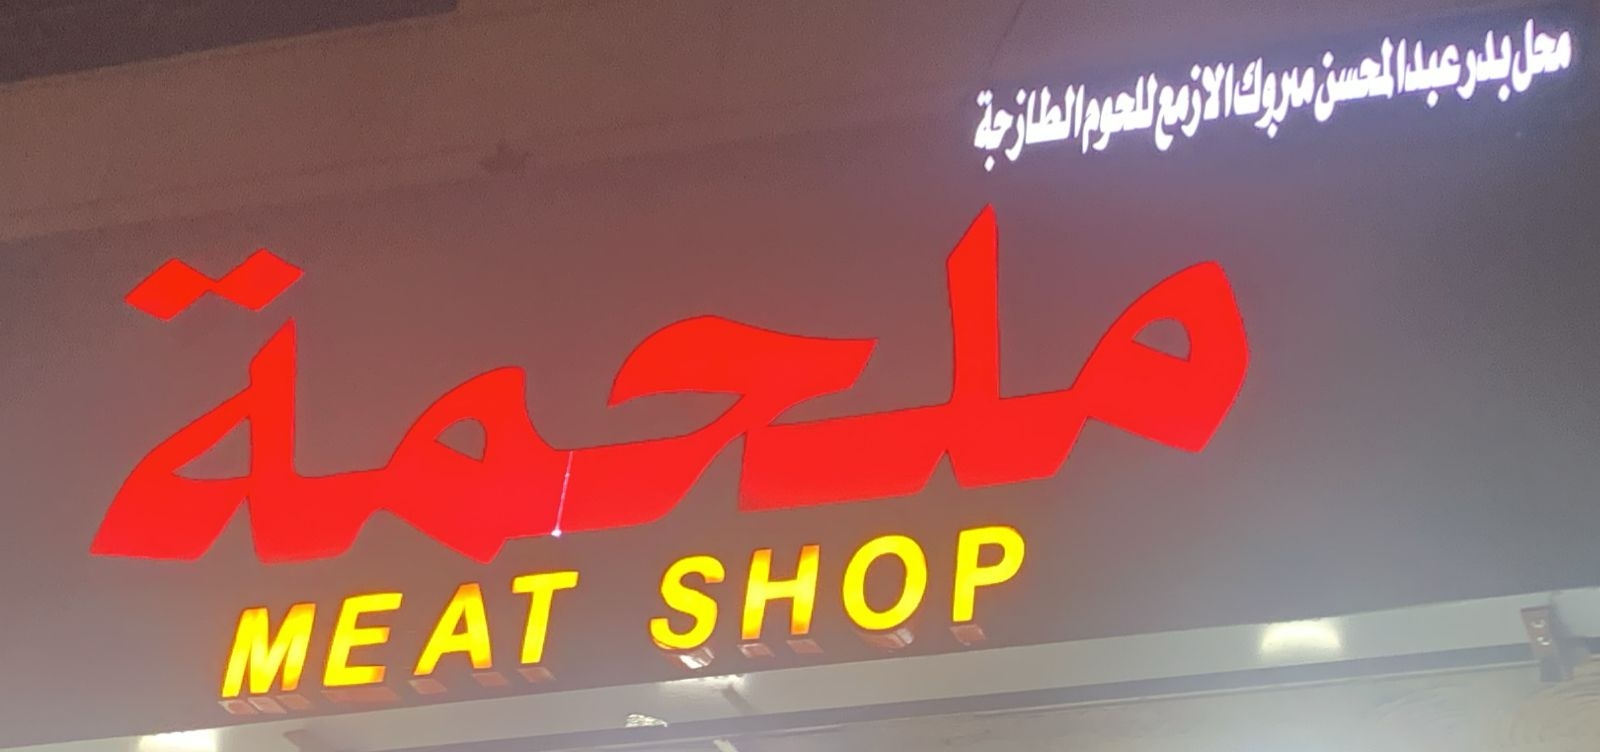 محل بدر عبدالمحسن مبروك الازمع للحوم الطازجة
ملحمة
MEAT SHOP